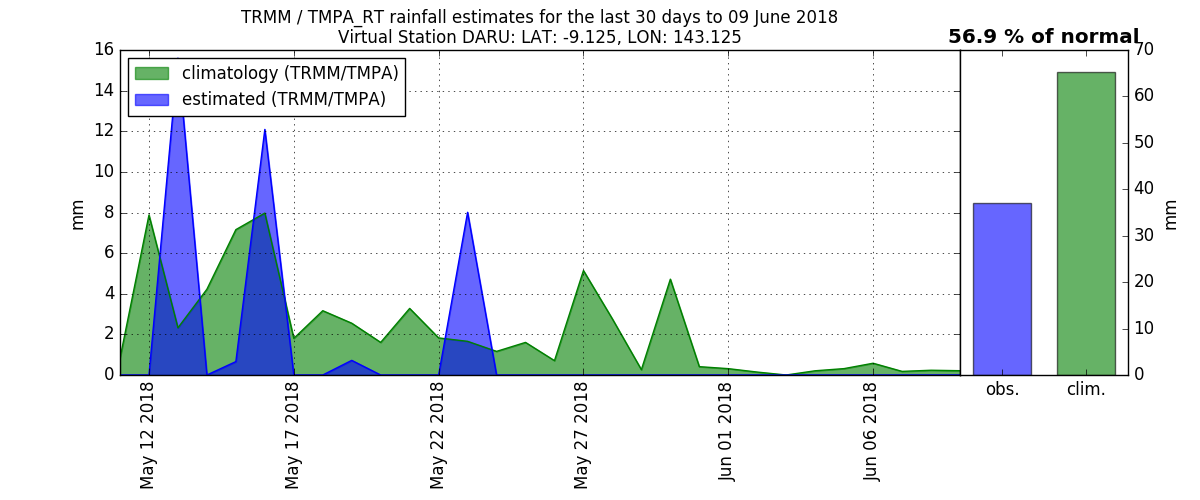 TRMM / TMPA_RT rainfall estimates for the last 30 days to 09 June 2018
Virtual Station DARU: LAT: -9.125, LON: 143.125
56.9 % of normal
climatology (TRMM/TMPA)
estimated (TRMM/TMPA)
16
14
12
10
8
6
4
2
0
mm
May 12 2018
May 17 2018
May 22 2018
May 27 2018
Jun 01 2018
Jun 06 2018
70
60
50
40
30
20
10
0
mm
obs.
clim.